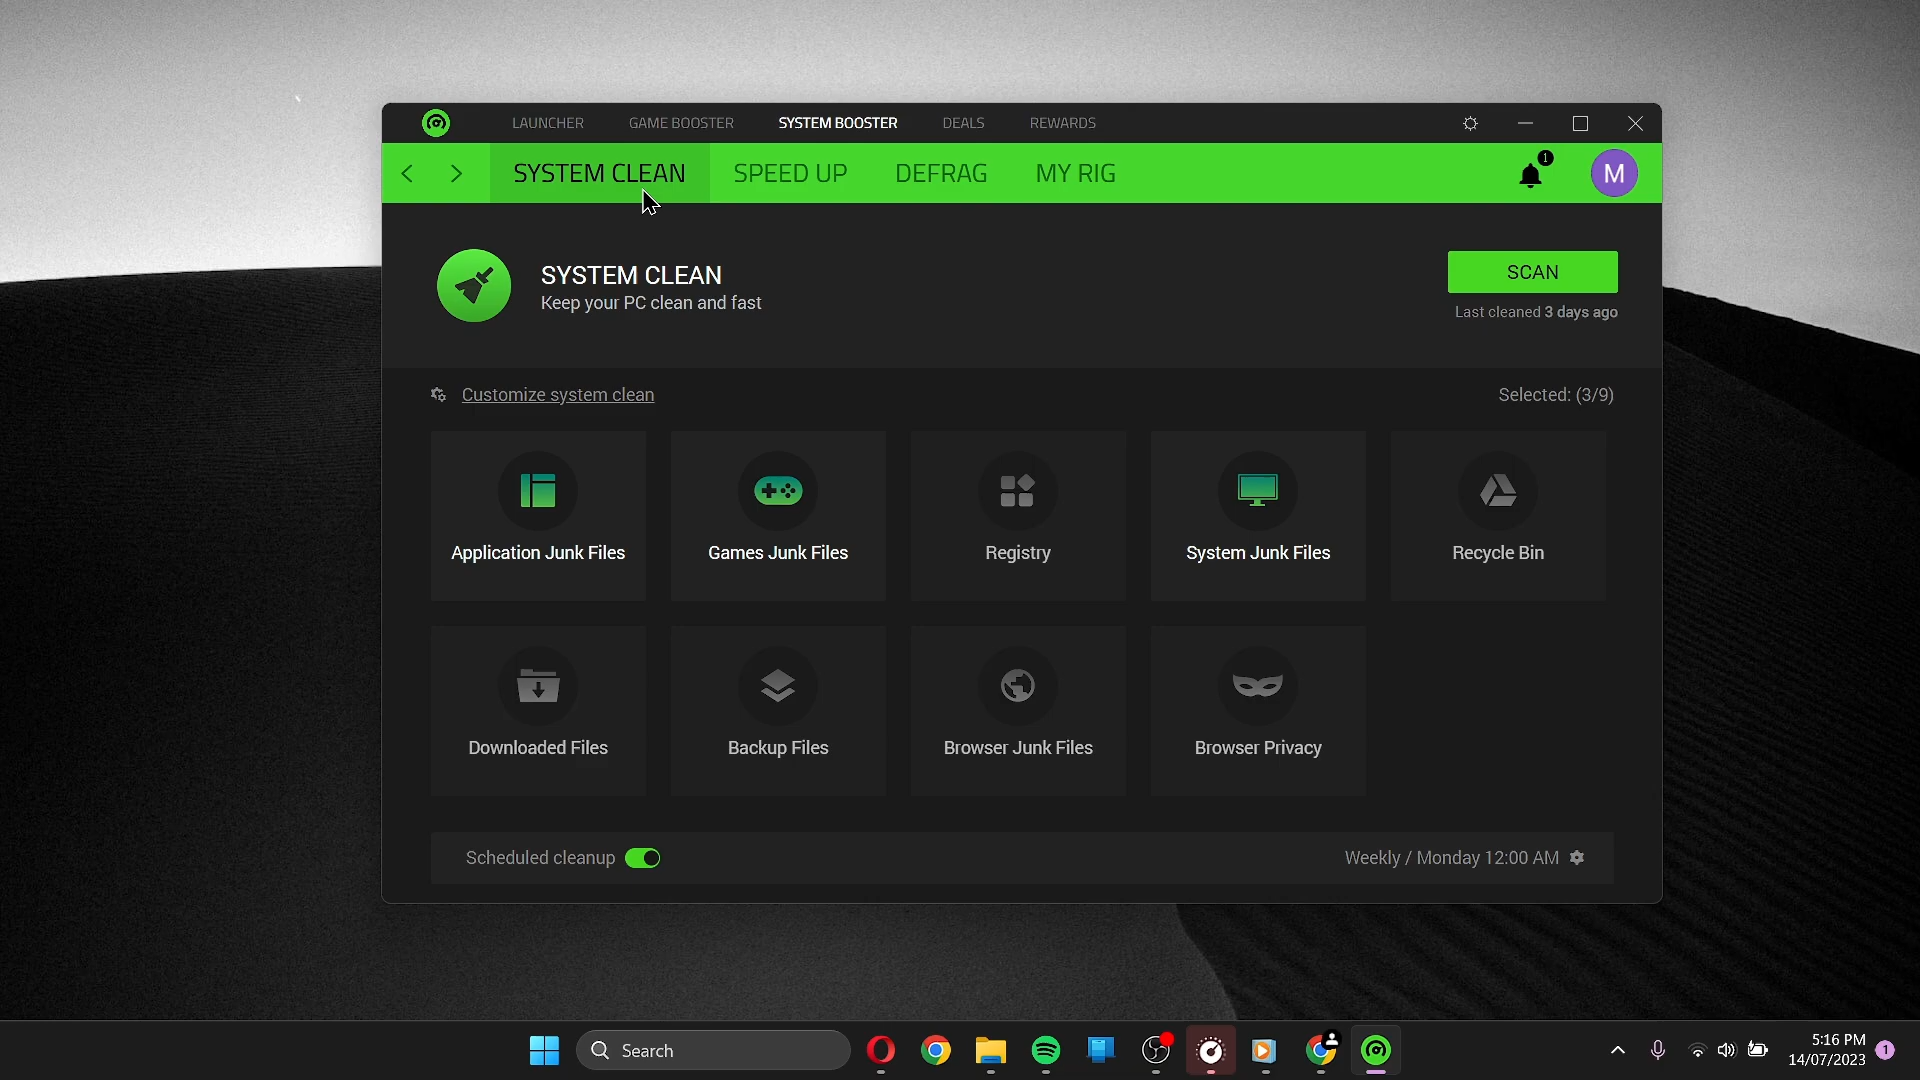 LAUNCHER GAME BOOSTER SYSTEM BOOSTER DEALS REWARDS
SYSTEM CLEAN SPEED UP DEFRAG MY RIG 1 M
SYSTEM CLEAN
Keep your PC clean and fast
SCAN
Last cleaned 3 days ago
Customize system clean Selected: (3/9)
Application Junk Files Games Junk Files Registry System Junk Files Recycle Bin
Downloaded Files Backup Files Browser Junk Files Browser Privacy
Scheduled cleanup Weekly / Monday 12:00 AM
Search 5:16 PM
14/07/2023 1